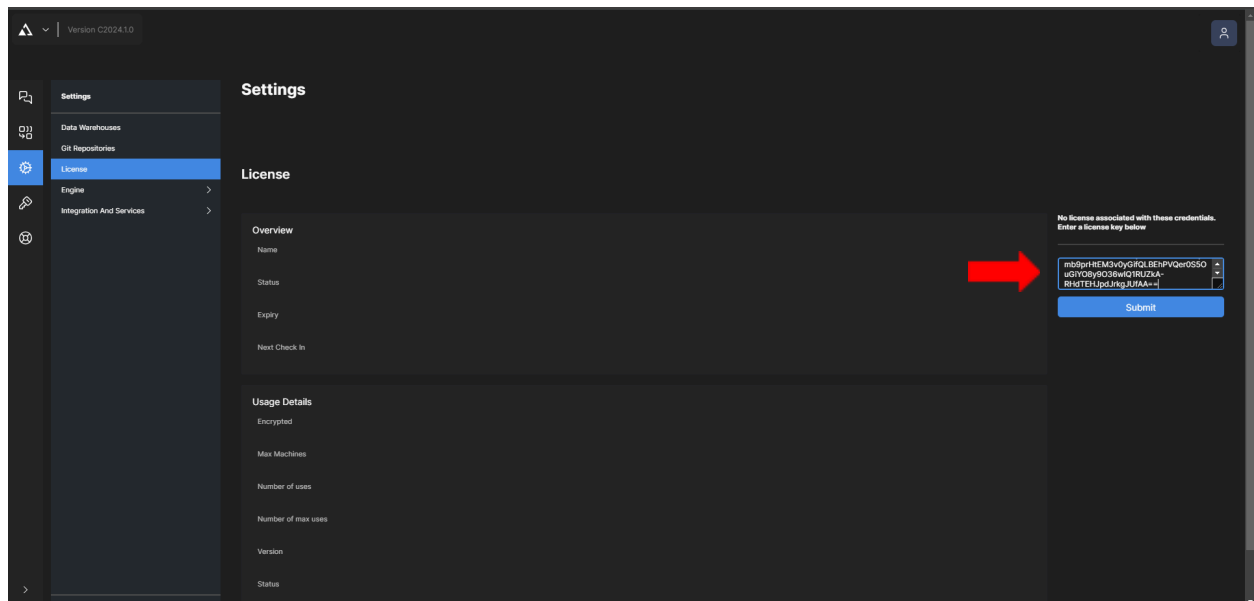 Version C2024.1.0
Settings
Data Warehouses
Git Repositories
License
Engine
Integration And Services
Settings
License
Overview
Name
Status
Expiry
Next Check In
Usage Details
Encrypted
Max Machines
Number of uses
Number of max uses
Version
Status
No license associated with these credentials.
Enter a license key below
mb9prHtEM3v0yGifQLBEhPVQer0S5O
uGiYO8y9O36wIQ1RUZkA-
RHdTEHJpdJrkgJUfAA==
Submit